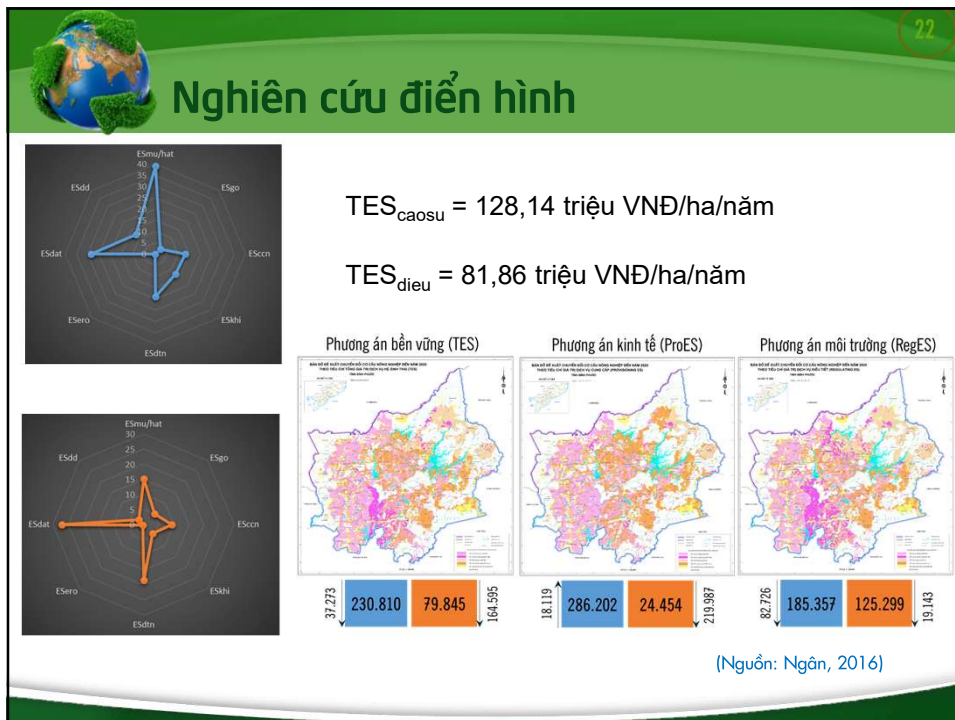 22
Nghiên cứu điển hình
ESmu/hat
40
35
30
25
20
15
10
5
0
ESgo
ESccn
ESkhi
ESdtn
ESero
ESdat
ESdd
TEScaosu = 128,14 triệu VNĐ/ha/năm
TESdieu = 81,86 triệu VNĐ/ha/năm
ESmu/hat
30
25
20
15
10
5
0
ESgo
ESccn
ESkhi
ESdtn
ESero
ESdat
ESdd
Phương án bền vững (TES)
Phương án kinh tế (ProES)
Phương án môi trường (RegES)
37.273
230.810
79.845
164.595
18.119
286.202
24.454
219.987
82.726
185.357
125.299
19.143
(Nguồn: Ngân, 2016)